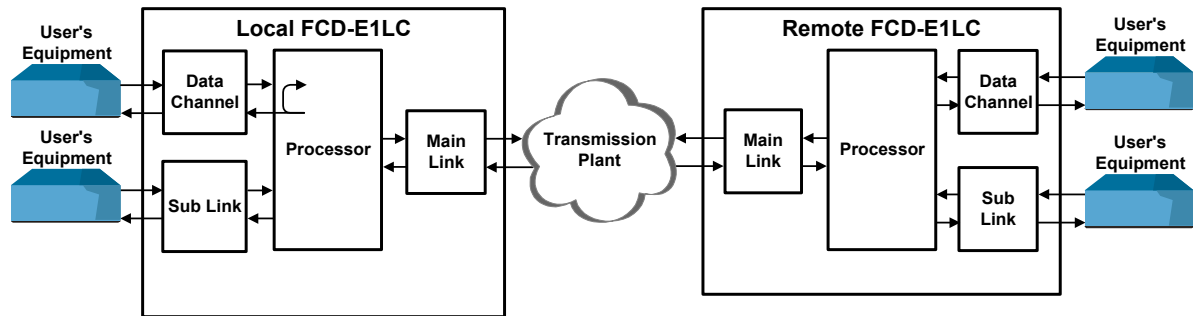 Local FCD-E1LC
User's
Equipment
Data
Channel
Processor
Main
Link
User's
Equipment
Sub Link
Transmission
Plant
Remote FCD-E1LC
Main
Link
Processor
Data
Channel
User's
Equipment
Sub
Link
User's
Equipment